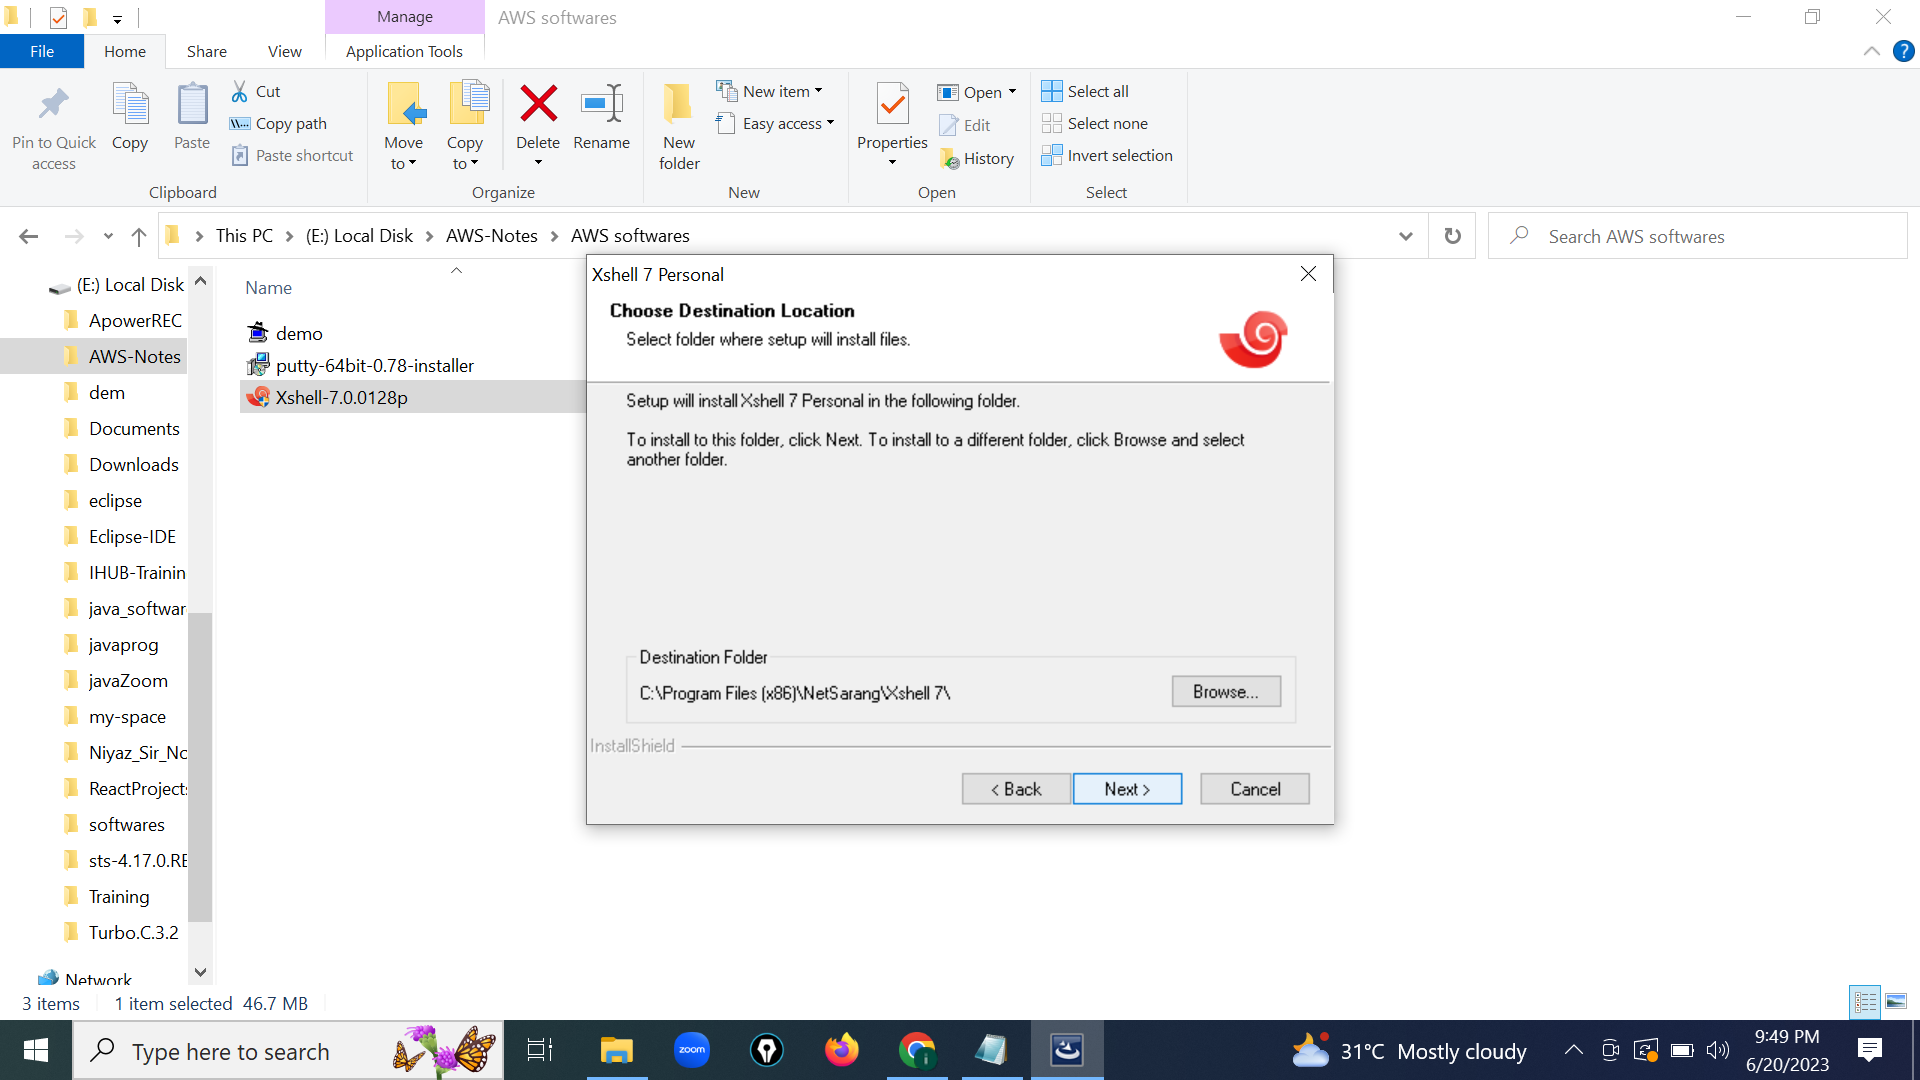 Manage
AWS softwares
File
Home
Share
View
Application Tools
Pin to Quick
access
Copy
Paste
Cut
Copy path
Paste shortcut
Clipboard
Move
to
Copy
to
Delete
Rename
Organize
New
folder
New item
Easy access
New
Properties
Open
Edit
History
Open
Select all
Select none
Invert selection
Select
This PC
(E:) Local Disk
AWS-Notes
AWS softwares
Search AWS softwares
(E:) Local Disk
ApowerREC
AWS-Notes
dem
Documents
Downloads
eclipse
Eclipse-IDE
IHUB-Trainin
java_softwar
javaprog
javaZoom
my-space
Niyaz_Sir_No
ReactProjects
softwares
sts-4.17.0.RE
Training
Turbo.C.3.2
Network
Name
demo
putty-64bit-0.78-installer
Xshell-7.0.0128p
Xshell 7 Personal
Choose Destination Location
Select folder where setup will install files.
Setup will install Xshell 7 Personal in the following folder.
To install to this folder, click Next. To install to a different folder, click Browse and select
another folder.
Destination Folder
C:\Program Files (x86)\NetSarang\Xshell 7\
Browse...
InstallShield
< Back
Next >
Cancel
3 items
1 item selected 46.7 MB
Type here to search
zoom
31°C Mostly cloudy
9:49 PM
6/20/2023